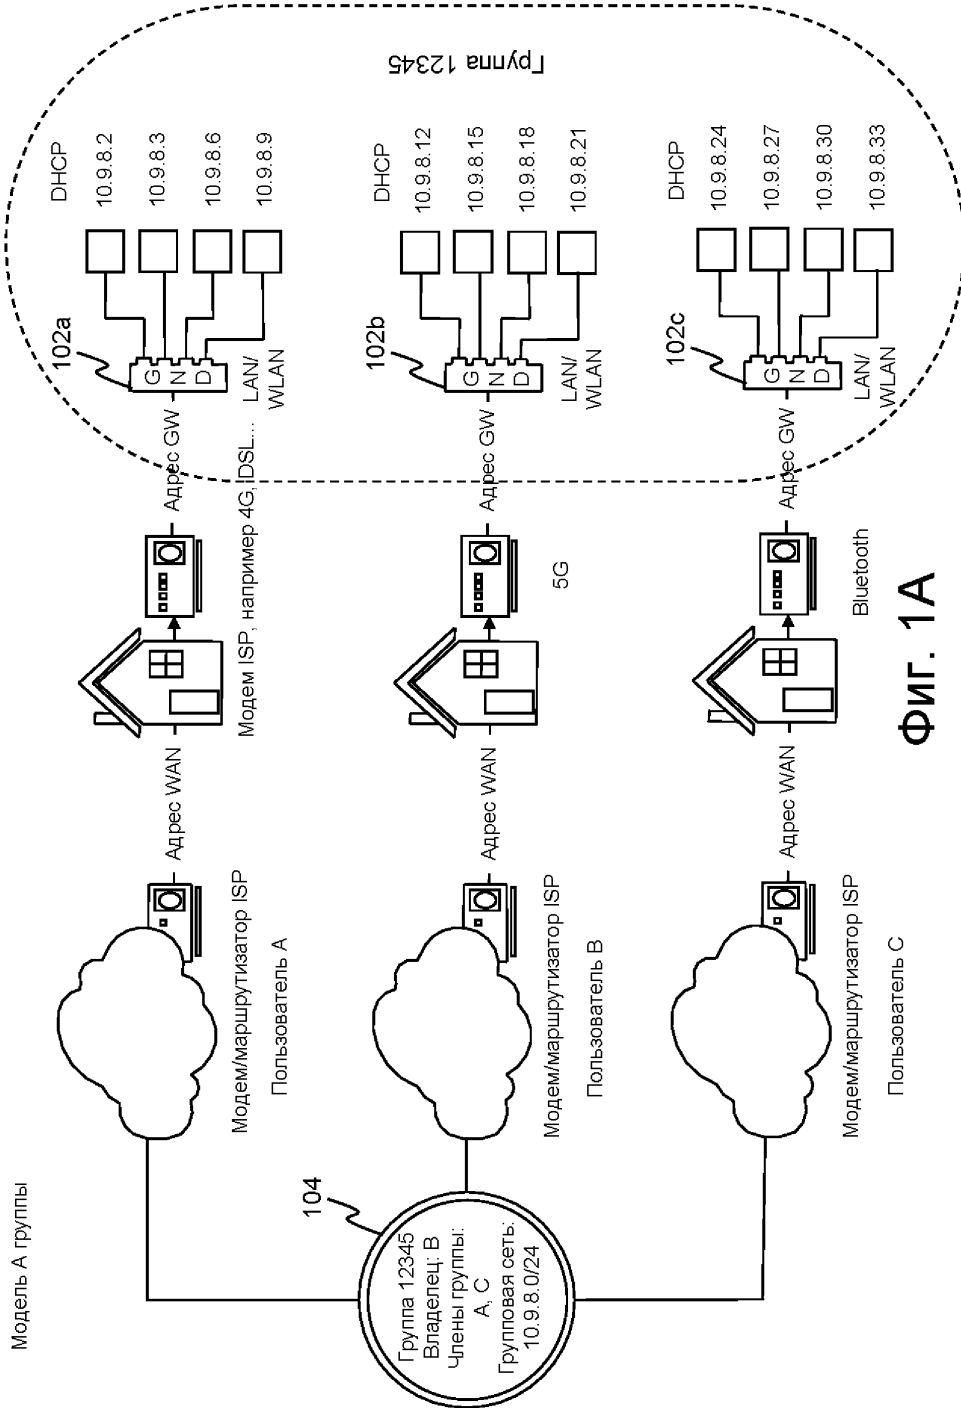 Модель A группы
104
Группа 12345
Владелец: B
Члены группы:
A, C
Групповая сеть:
10.9.8.0/24
Модем/маршрутизатор ISP
Пользователь A
Адрес WAN
Модем ISP, например 4G, DSL...
Адрес GW
102a
G
N
D
LAN/
WLAN
DHCP
10.9.8.2
10.9.8.3
10.9.8.6
10.9.8.9
Модем/маршрутизатор ISP
Пользователь B
Адрес WAN
5G
Адрес GW
102b
G
N
D
LAN/
WLAN
DHCP
10.9.8.12
10.9.8.15
10.9.8.18
10.9.8.21
Группа 12345
Модем/маршрутизатор ISP
Пользователь C
Адрес WAN
Bluetooth
Адрес GW
102c
G
N
D
LAN/
WLAN
DHCP
10.9.8.24
10.9.8.27
10.9.8.30
10.9.8.33
Фиг. 1A